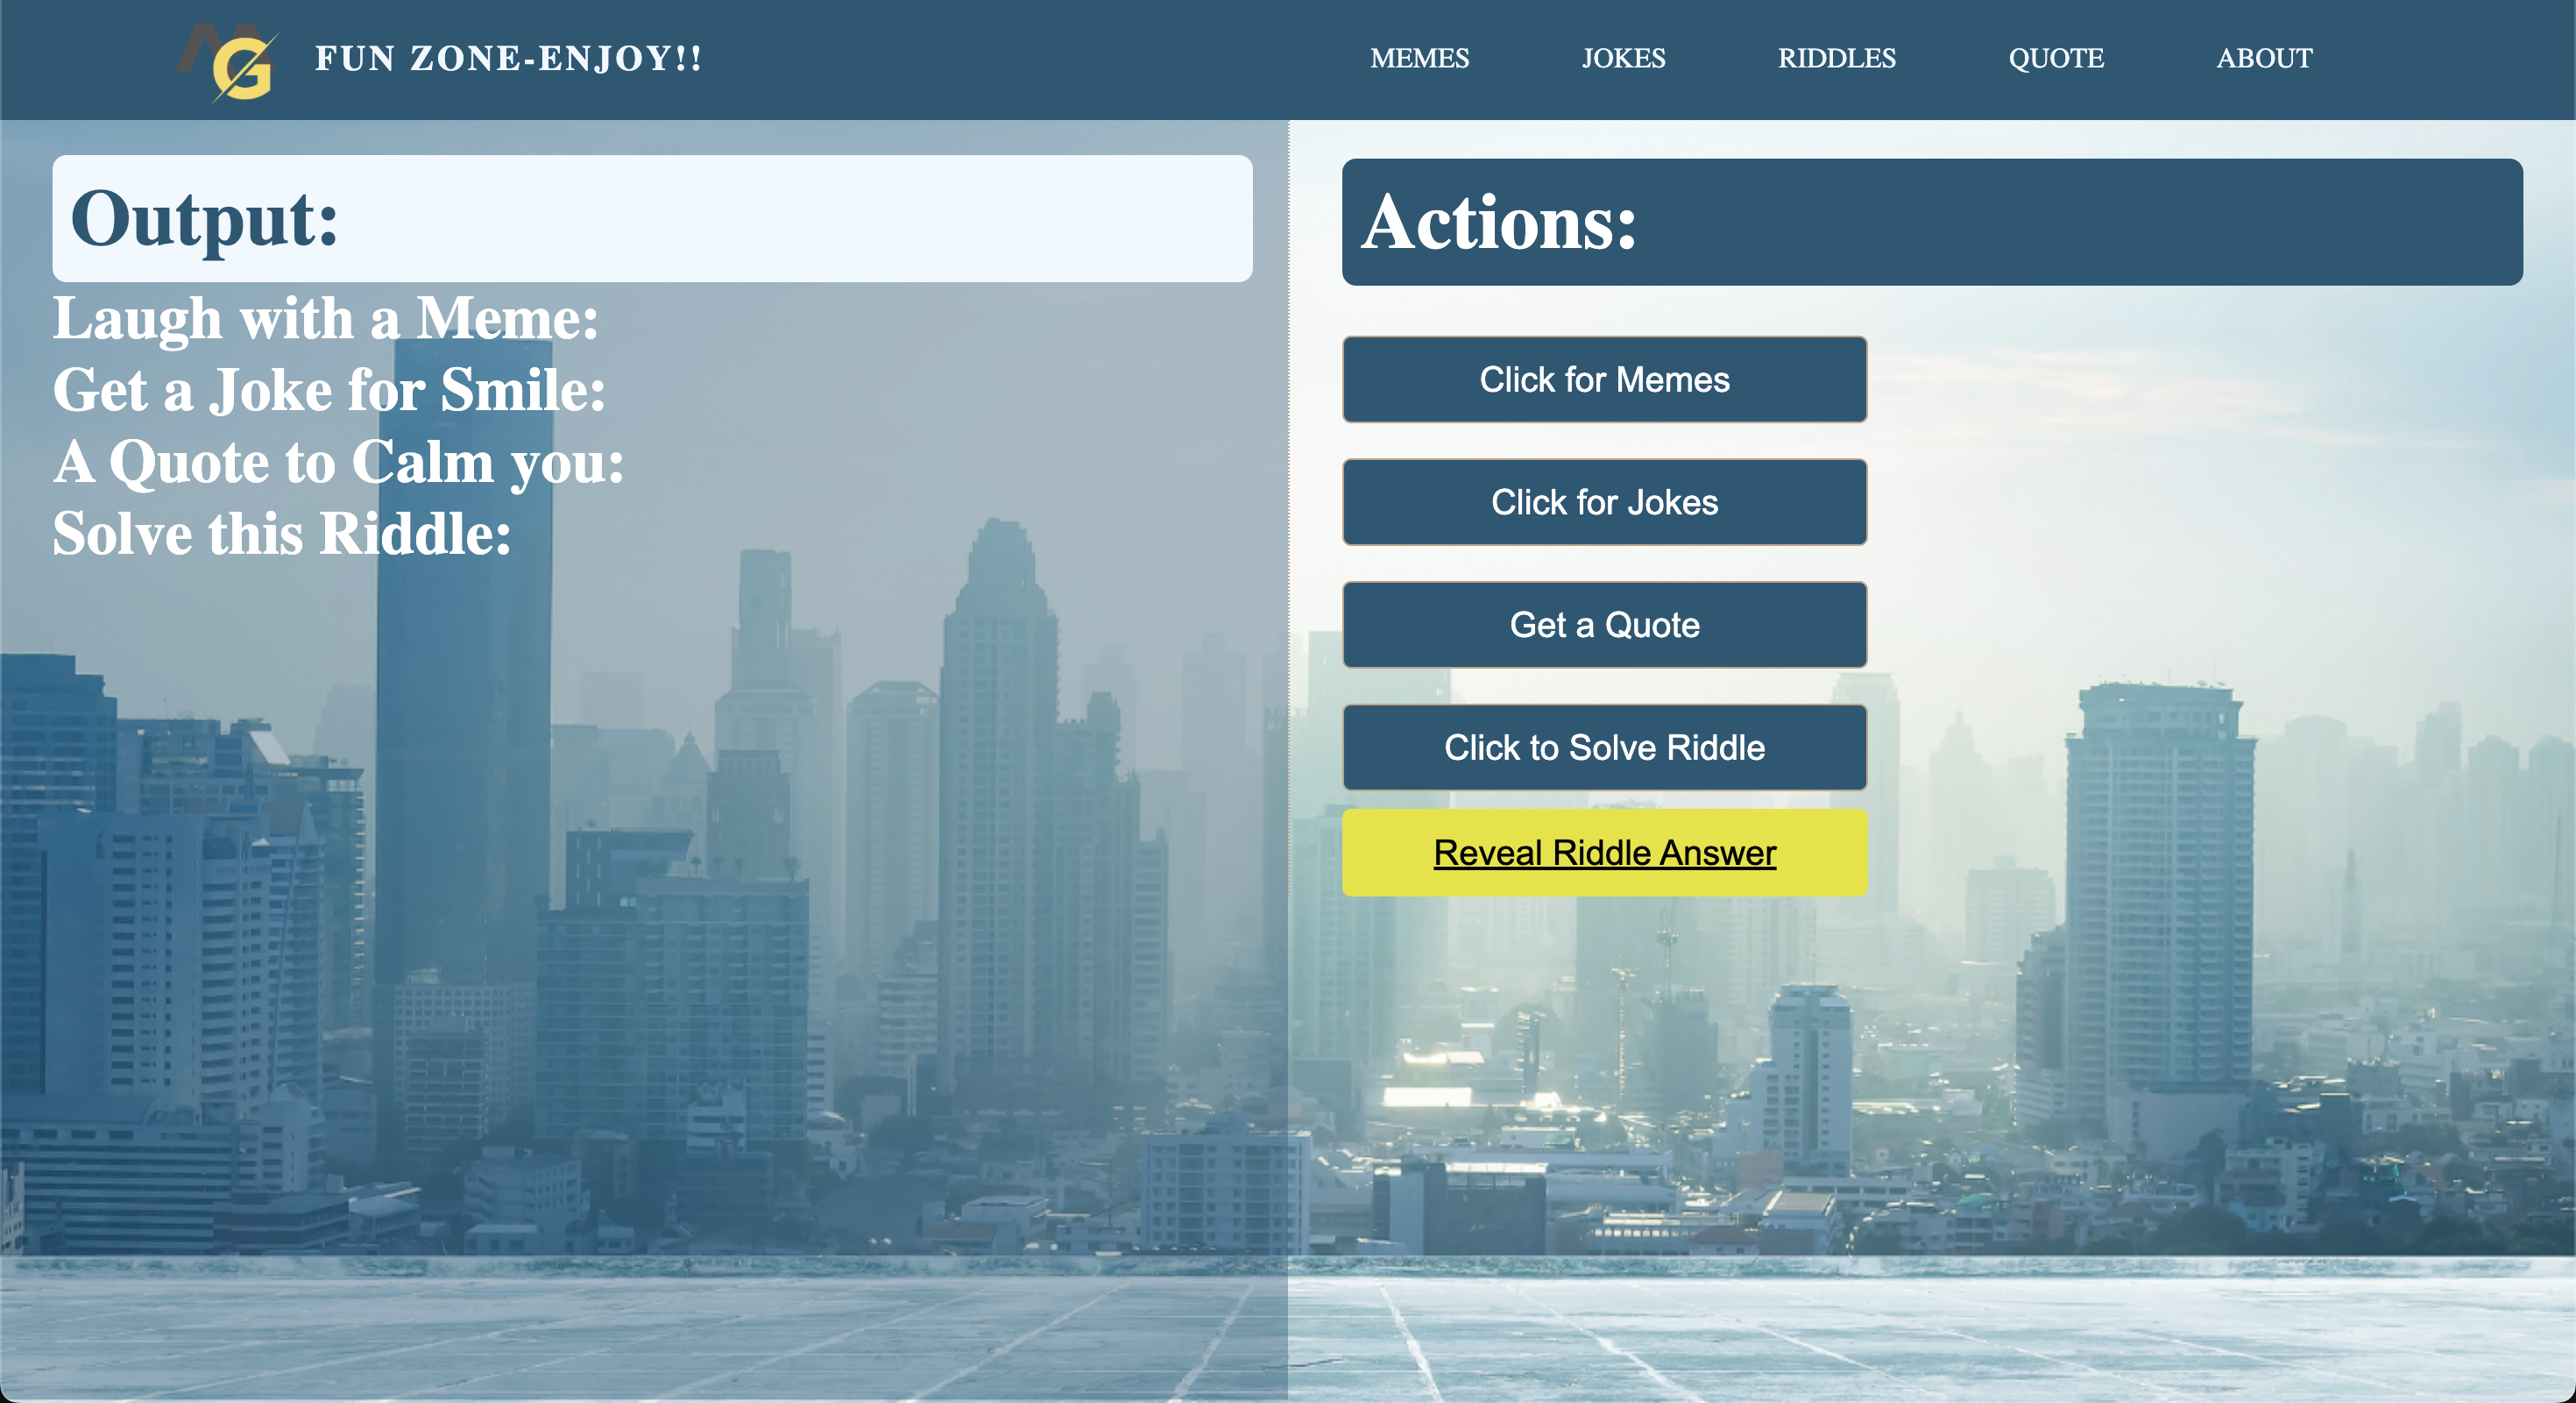 MG
FUN ZONE-ENJOY!!
MEMES
JOKES
RIDDLES
QUOTE
ABOUT
Output:
Laugh with a Meme:
Get a Joke for Smile:
A Quote to Calm you:
Solve this Riddle:
Actions:
Click for Memes
Click for Jokes
Get a Quote
Click to Solve Riddle
Reveal Riddle Answer